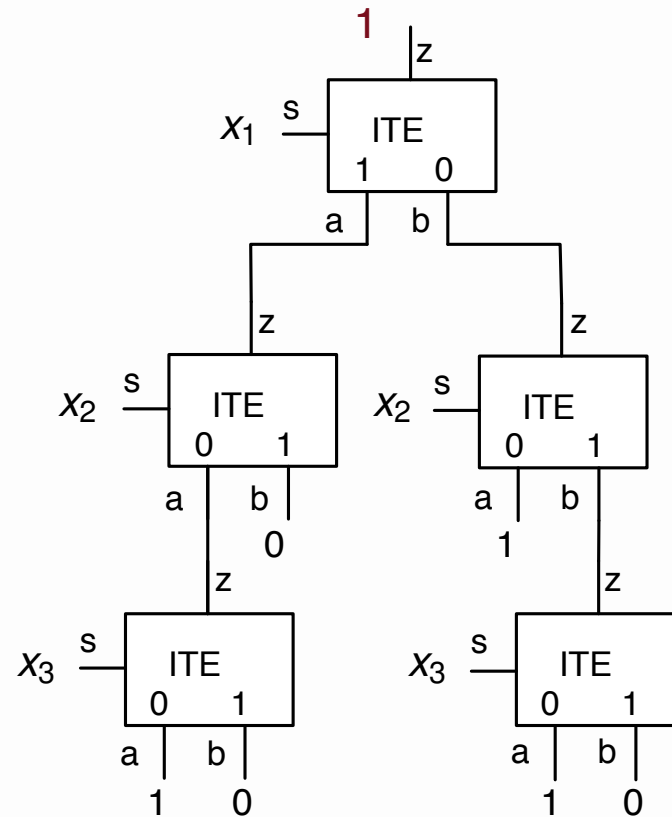 1
z
x1 s ITE
1 0
a b
z z
x2 s ITE x2 s ITE
0 1 0 1
a b a b
0 1
z z
x3 s ITE x3 s ITE
0 1 0 1
a b a b
1 0 1 0